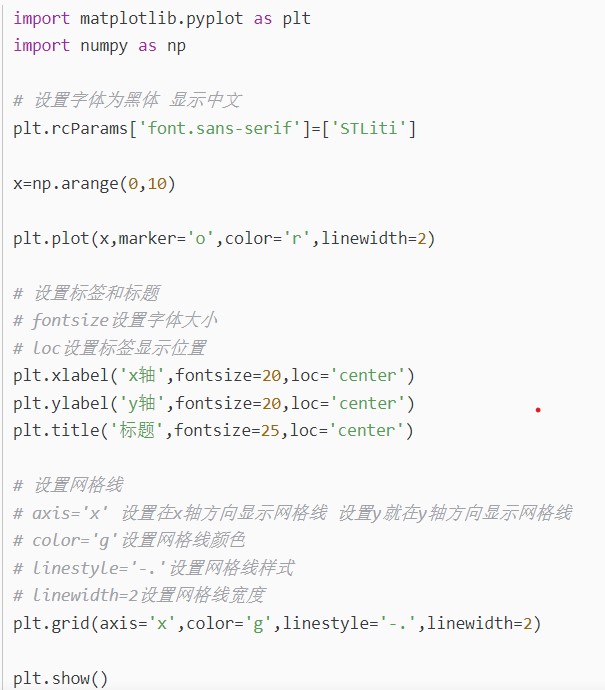 import matplotlib.pyplot as plt
import numpy as np
# 设置字体为黑体 显示中文
plt.rcParams['font.sans-serif']=['STLiti']
x=np.arange(0,10)
plt.plot(x,marker='o',color='r',linewidth=2)
# 设置标签和标题
# fontsize设置字体大小
# loc设置标签显示位置
plt.xlabel('x轴',fontsize=20,loc='center')
plt.ylabel('y轴',fontsize=20,loc='center')
plt.title('标题',fontsize=25,loc='center')
# 设置网格线
# axis='x' 设置在x轴方向显示网格线 设置y就在y轴方向显示网格线
# color='g'设置网格线颜色
# linestyle='-.'设置网格线样式
# linewidth=2设置网格线宽度
plt.grid(axis='x',color='g',linestyle='-.',linewidth=2)
plt.show()